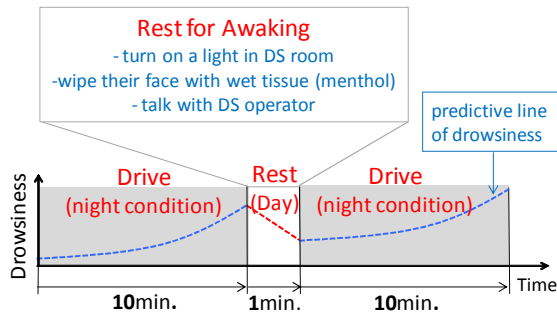 Rest for Awaking
- turn on a light in DS room
-wipe their face with wet tissue (menthol)
- talk with DS operator
predictive line
of drowsiness
Drive
(night condition)
Rest
(Day)
Drive
(night condition)
Drowsiness
Time
10min.
1min.
10min.